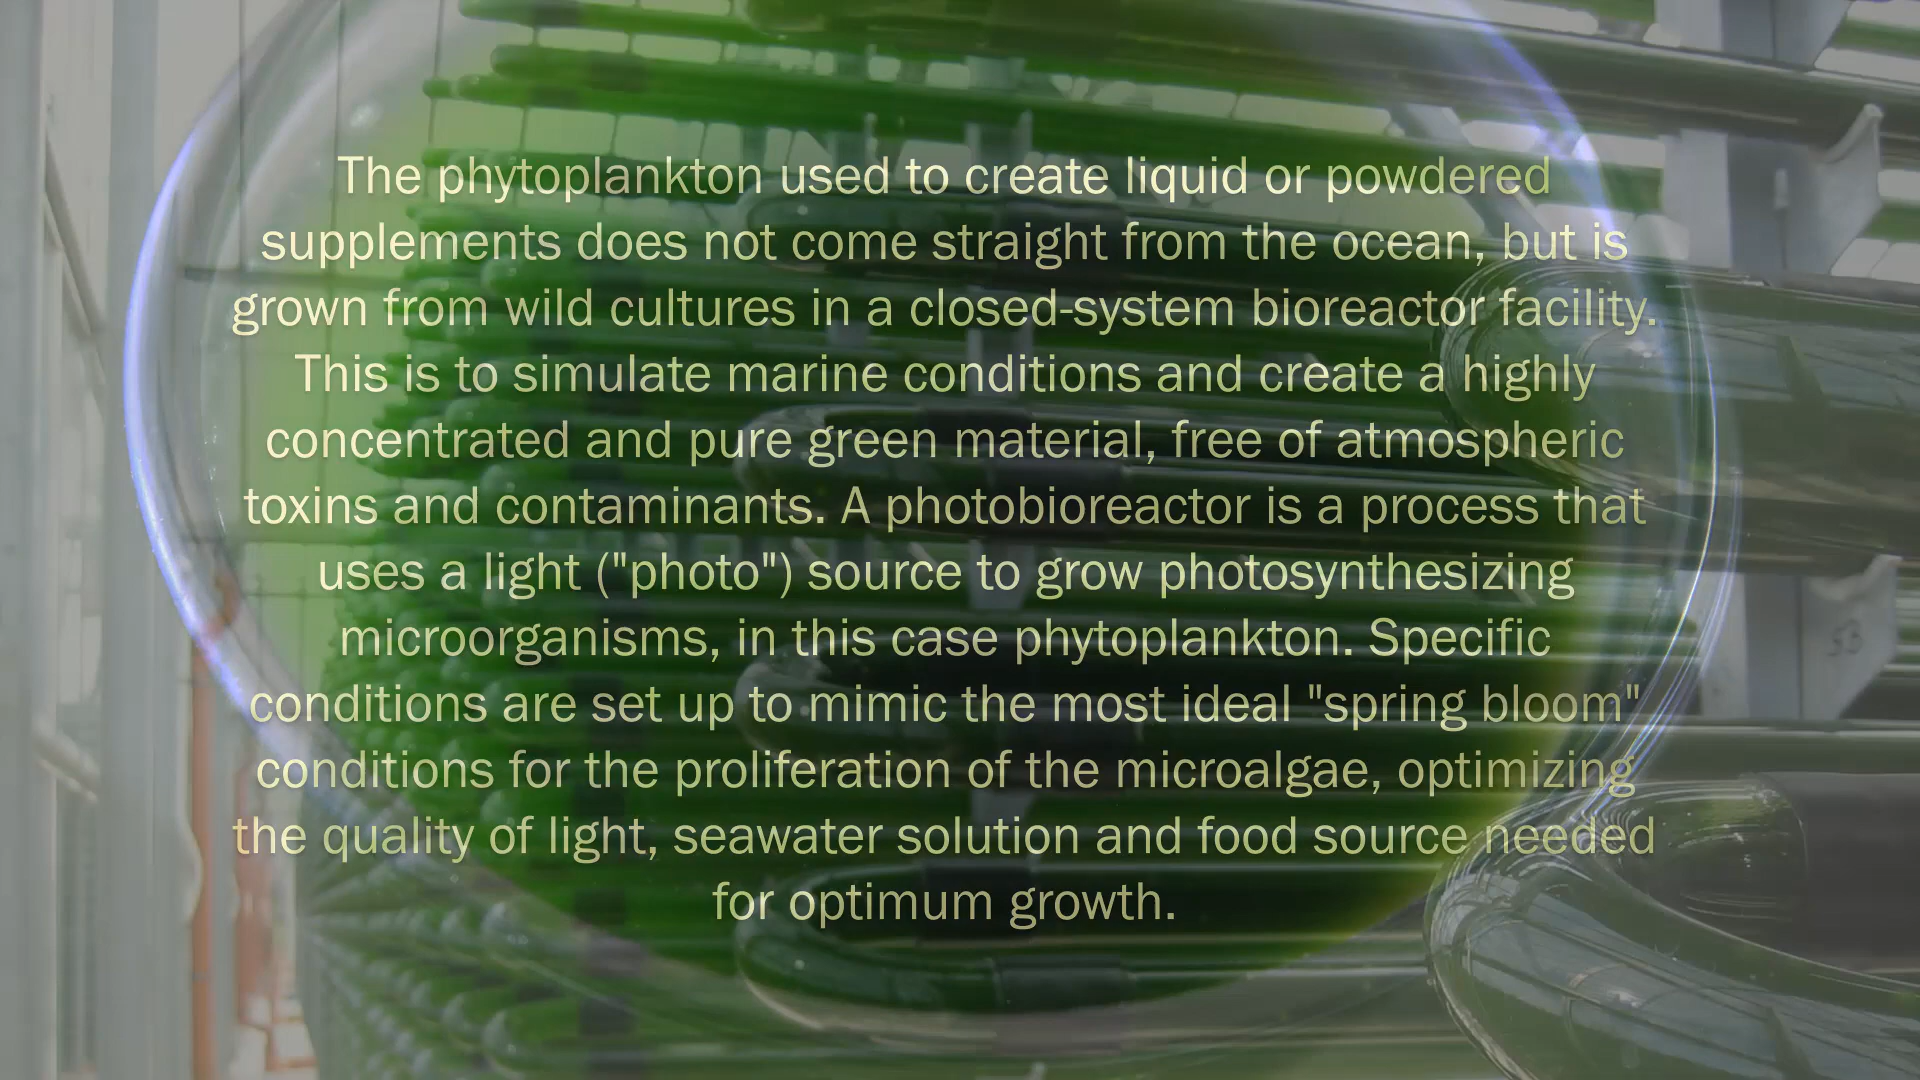 The phytoplankton used to create liquid or powdered
supplements does not come straight from the ocean, but is
grown from wild cultures in a closed-system bioreactor facility.
This is to simulate marine conditions and create a highly
concentrated and pure green material, free of atmospheric
toxins and contaminants. A photobioreactor is a process that
uses a light ("photo") source to grow photosynthesizing
microorganisms, in this case phytoplankton. Specific
conditions are set up to mimic the most ideal "spring bloom"
conditions for the proliferation of the microalgae, optimizing
the quality of light, seawater solution and food source needed
for optimum growth.